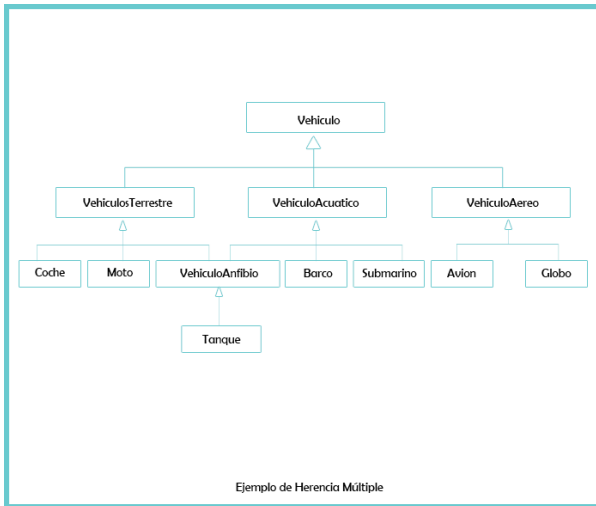 Vehiculo
VehiculosTerrestre
VehiculoAcuatico
VehiculoAereo
Coche
Moto
VehiculoAnfibio
Barco
Submarino
Avion
Globo
Tanque
Ejemplo de Herencia Múltiple